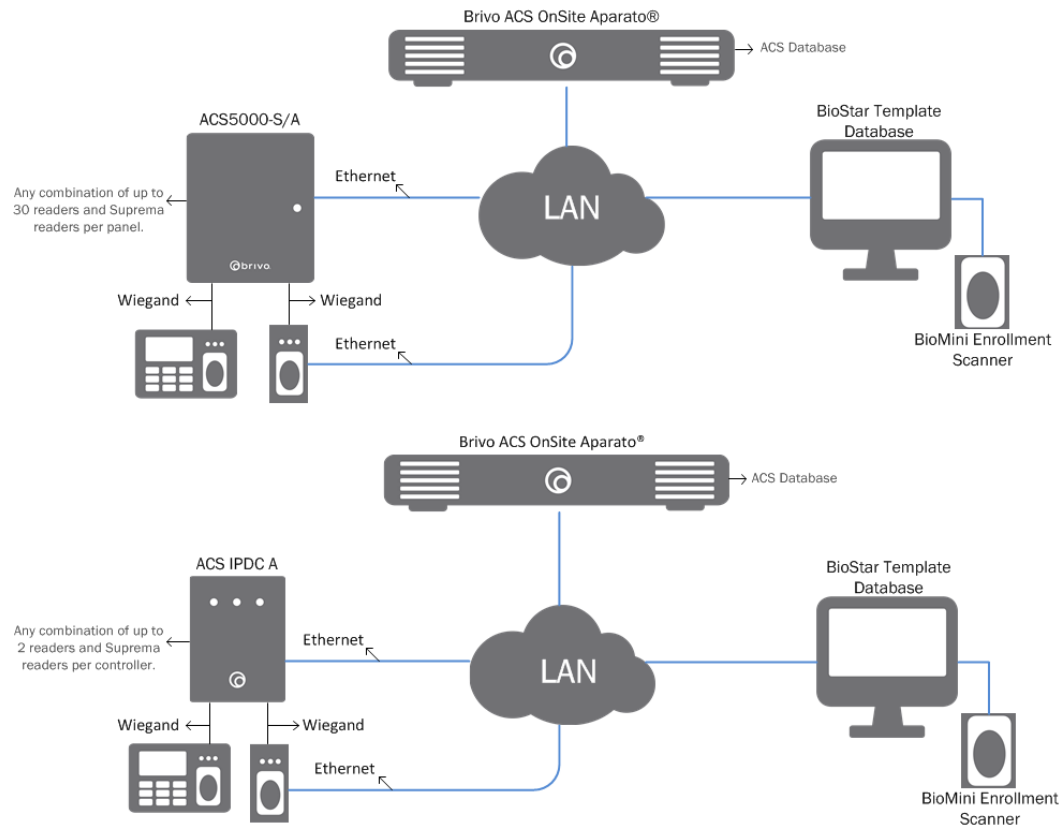 Brivo ACS OnSite Aparato®
ACS Database
ACS5000-S/A
BioStar Template
Database
Any combination of up to
30 readers and Suprema
readers per panel.
Ethernet
LAN
brivo
Wiegand
Wiegand
Ethernet
BioMini Enrollment
Scanner
Brivo ACS OnSite Aparato®
ACS Database
ACS IPDC A
BioStar Template
Database
Any combination of up to
2 readers and Suprema
readers per controller.
Ethernet
LAN
Wiegand
Wiegand
Ethernet
BioMini Enrollment
Scanner